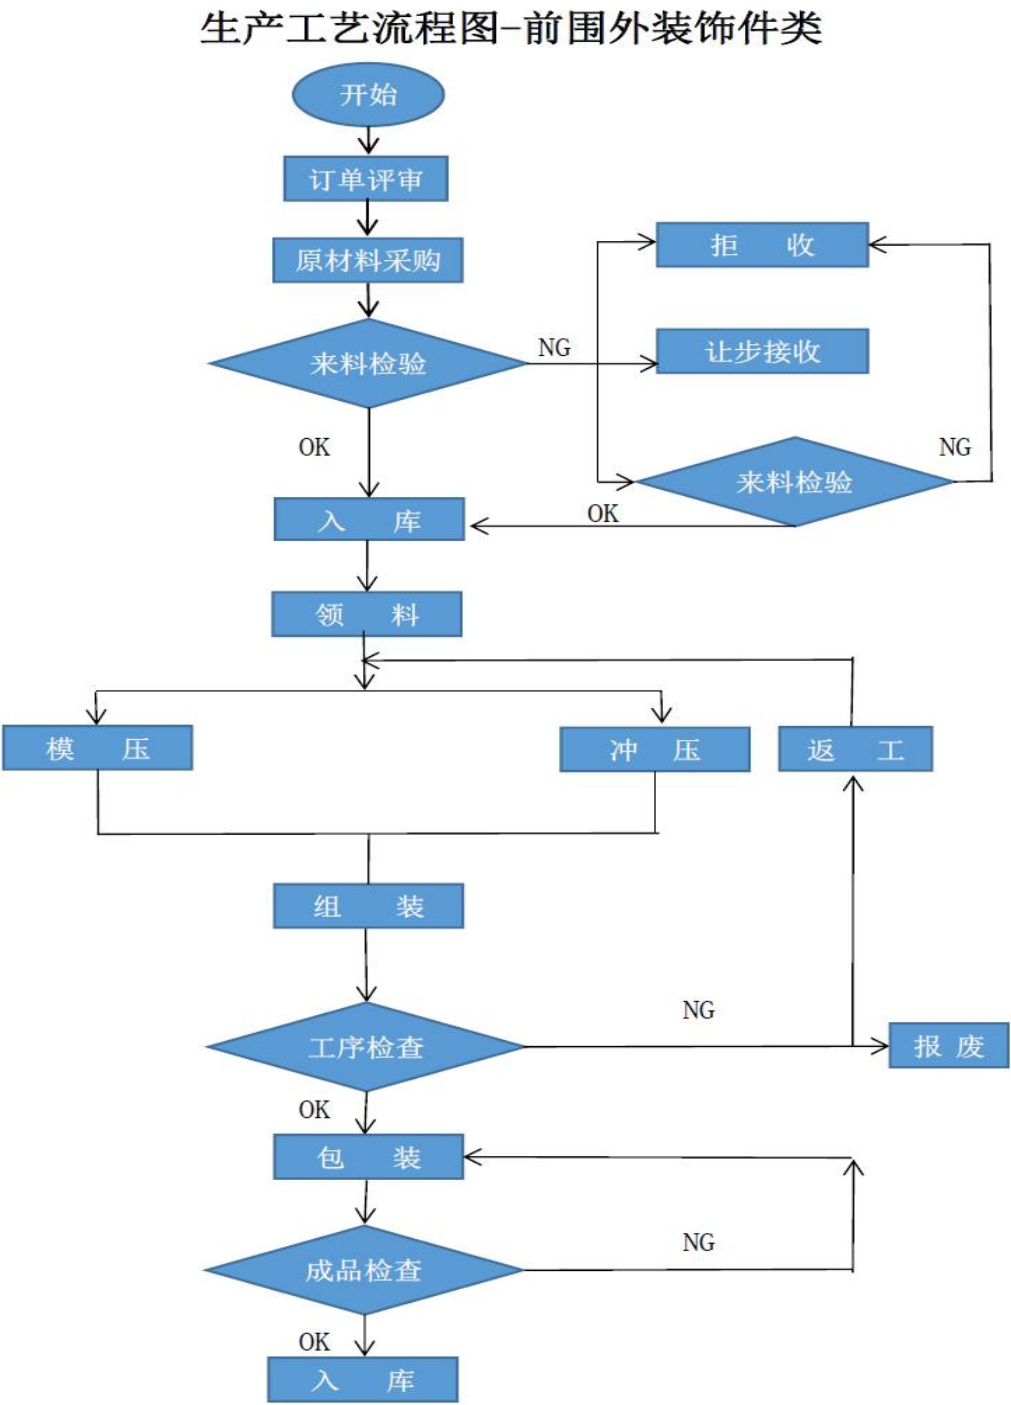 生产工艺流程图-前围外装饰件类
开始
订单评审
原材料采购
拒 收
来料检验
NG
让步接收
OK
来料检验
NG
入 库
OK
领 料
模 压
冲 压
返 工
组 装
工序检查
NG
报 废
OK
包 装
成品检查
NG
OK
入 库